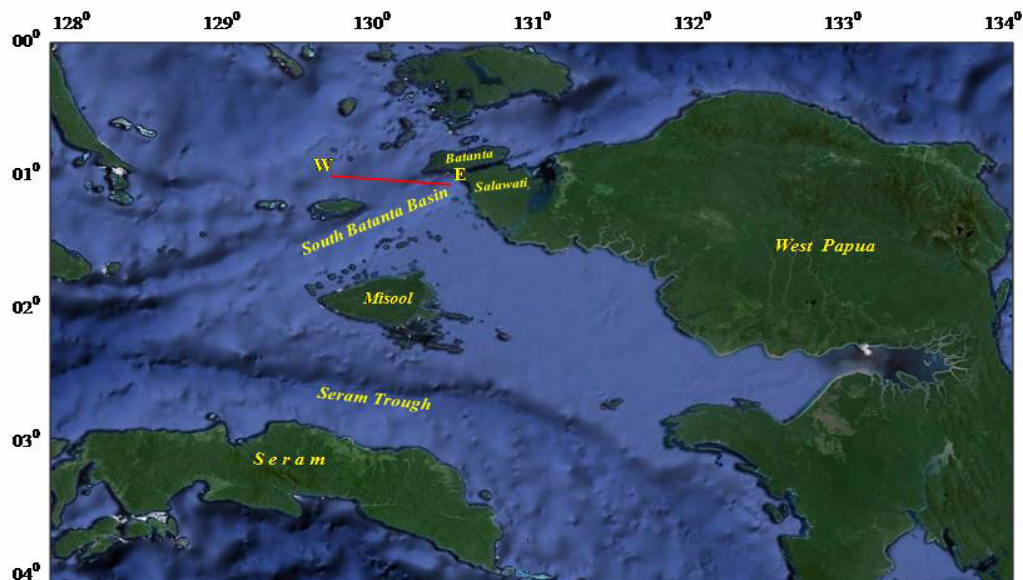 128⁰ 129⁰ 130⁰ 131⁰ 132⁰ 133⁰ 134⁰
00⁰
Batanta
W
E
01⁰
Salawati
South Batanta Basin
West Papua
Misool
02⁰
Seram Trough
03⁰
Seram
04⁰